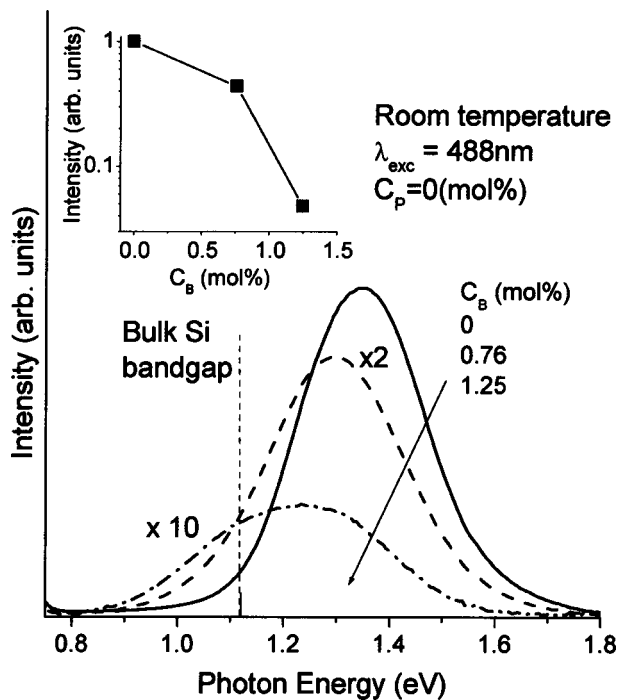 Intensity (arb. units)
1
0.1
0.0 0.5 1.0 1.5
C_B (mol%)
Room temperature
λ_exc = 488nm
C_P=0(mol%)
C_B (mol%)
0
0.76
1.25
Bulk Si
bandgap
x2
x 10
Intensity (arb. units)
0.8 1.0 1.2 1.4 1.6 1.8
Photon Energy (eV)